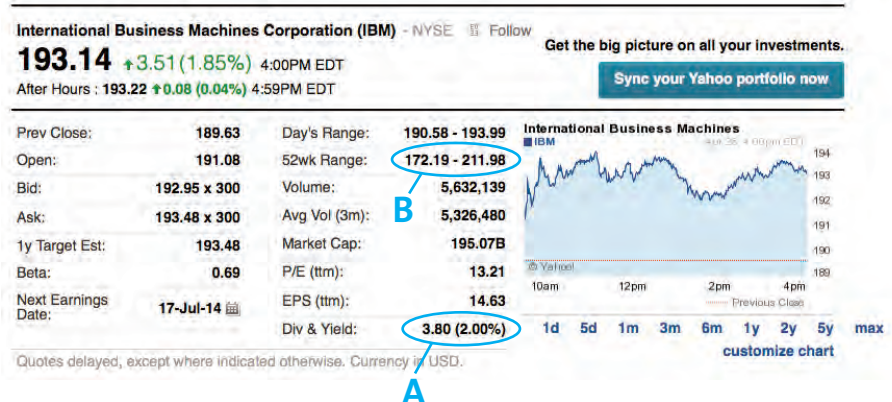 International Business Machines Corporation (IBM) - NYSE Follow
193.14 3.51(1.85%) 4:00PM EDT
After Hours : 193.22 0.08 (0.04%) 4:59PM EDT
Get the big picture on all your investments.
Sync your Yahoo portfolio now
Prev Close: 189.63
Open: 191.08
Bid: 192.95 x 300
Ask: 193.48 x 300
1y Target Est: 193.48
Beta: 0.69
Next Earnings Date: 17-Jul-14
Day's Range: 190.58 - 193.99
52wk Range: 172.19 - 211.98
B
Volume: 5,632,139
Avg Vol (3m): 5,326,480
Market Cap: 195.07B
P/E (ttm): 13.21
EPS (ttm): 14.63
Div & Yield: 3.80 (2.00%)
A
International Business Machines
IBM
4:00pm EDT
194
193
192
191
190
189
© Yahoo!
10am 12pm 2pm 4pm
Previous Close
1d 5d 1m 3m 6m 1y 2y 5y max
customize chart
Quotes delayed, except where indicated otherwise. Currency in USD.